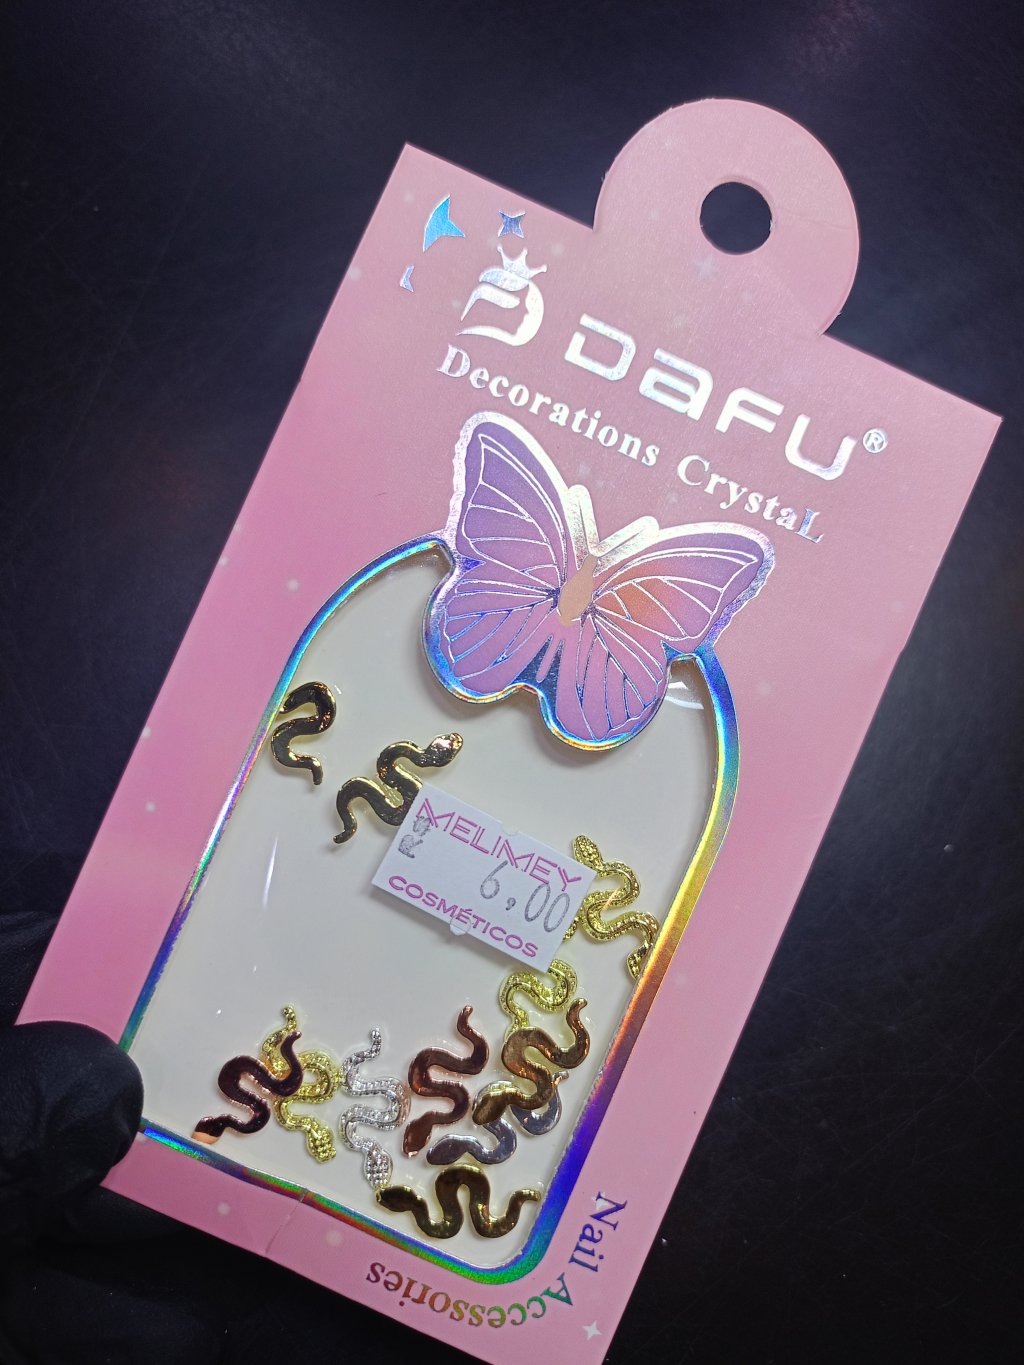 DaFU®
Decorations CrystaL
MELIMEY
R$ 6,00
COSMÉTICOS
Nail Accessories